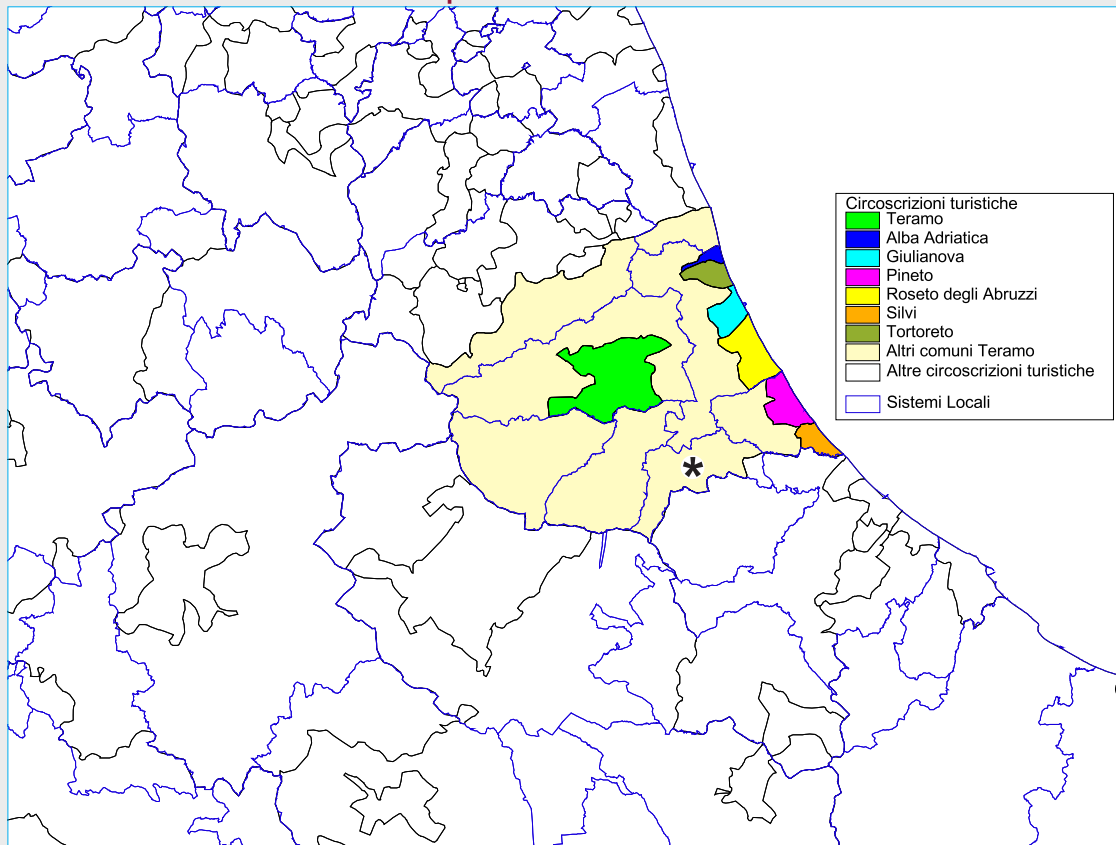 Circoscrizioni turistiche
Teramo
Alba Adriatica
Giulianova
Pineto
Roseto degli Abruzzi
Silvi
Tortoreto
Altri comuni Teramo
Altre circoscrizioni turistiche
Sistemi Locali
*